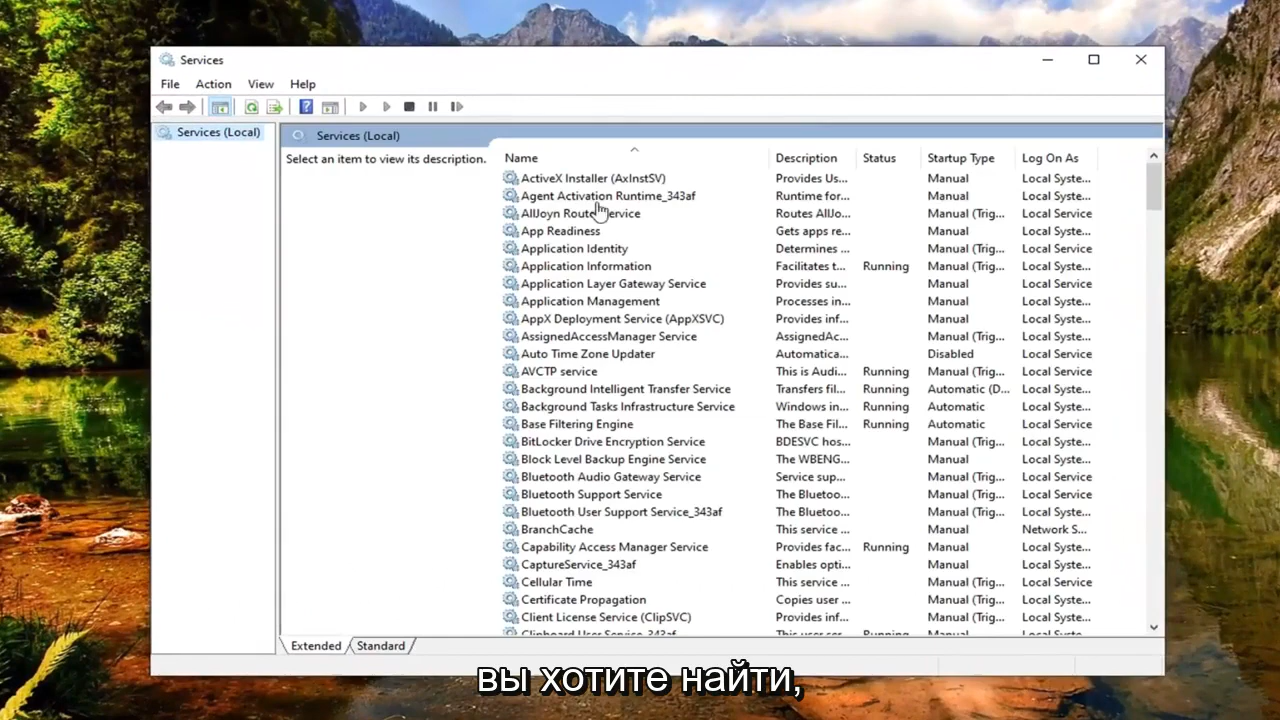 Services
File Action View Help
Services (Local)
Services (Local)
Select an item to view its description.
Name Description Status Startup Type Log On As
ActiveX Installer (AxInstSV) Provides Us... Manual Local Syste...
Agent Activation Runtime_343af Runtime for... Manual Local Syste...
AllJoyn Router Service Routes AllJo... Manual (Trig... Local Service
App Readiness Gets apps re... Manual Local Syste...
Application Identity Determines ... Manual (Trig... Local Service
Application Information Facilitates t... Running Manual (Trig... Local Syste...
Application Layer Gateway Service Provides su... Manual Local Service
Application Management Processes in... Manual Local Syste...
AppX Deployment Service (AppXSVC) Provides inf... Manual Local Syste...
AssignedAccessManager Service AssignedAc... Manual (Trig... Local Syste...
Auto Time Zone Updater Automatica... Disabled Local Service
AVCTP service This is Audi... Running Manual (Trig... Local Service
Background Intelligent Transfer Service Transfers fil... Running Automatic (D... Local Syste...
Background Tasks Infrastructure Service Windows in... Running Automatic Local Syste...
Base Filtering Engine The Base Fil... Running Automatic Local Service
BitLocker Drive Encryption Service BDESVC hos... Manual (Trig... Local Syste...
Block Level Backup Engine Service The WBENG... Manual Local Syste...
Bluetooth Audio Gateway Service Service sup... Manual (Trig... Local Service
Bluetooth Support Service The Bluetoo... Manual (Trig... Local Service
Bluetooth User Support Service_343af The Bluetoo... Manual (Trig... Local Syste...
BranchCache This service ... Manual Network S...
Capability Access Manager Service Provides fac... Running Manual Local Syste...
CaptureService_343af Enables opti... Manual Local Syste...
Cellular Time This service ... Manual (Trig... Local Service
Certificate Propagation Copies user ... Manual (Trig... Local Syste...
Client License Service (ClipSVC) Provides inf... Manual (Trig... Local Syste...
Clipboard User Service_343af This user ser... Running Manual Local Syste...
Extended Standard
вы хотите найти,